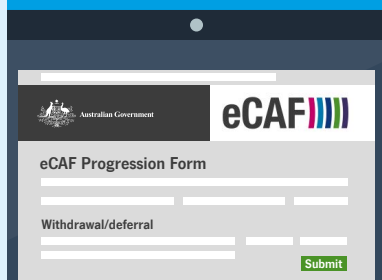 Australian Government
eCAF
eCAF Progression Form
Withdrawal/deferral
Submit